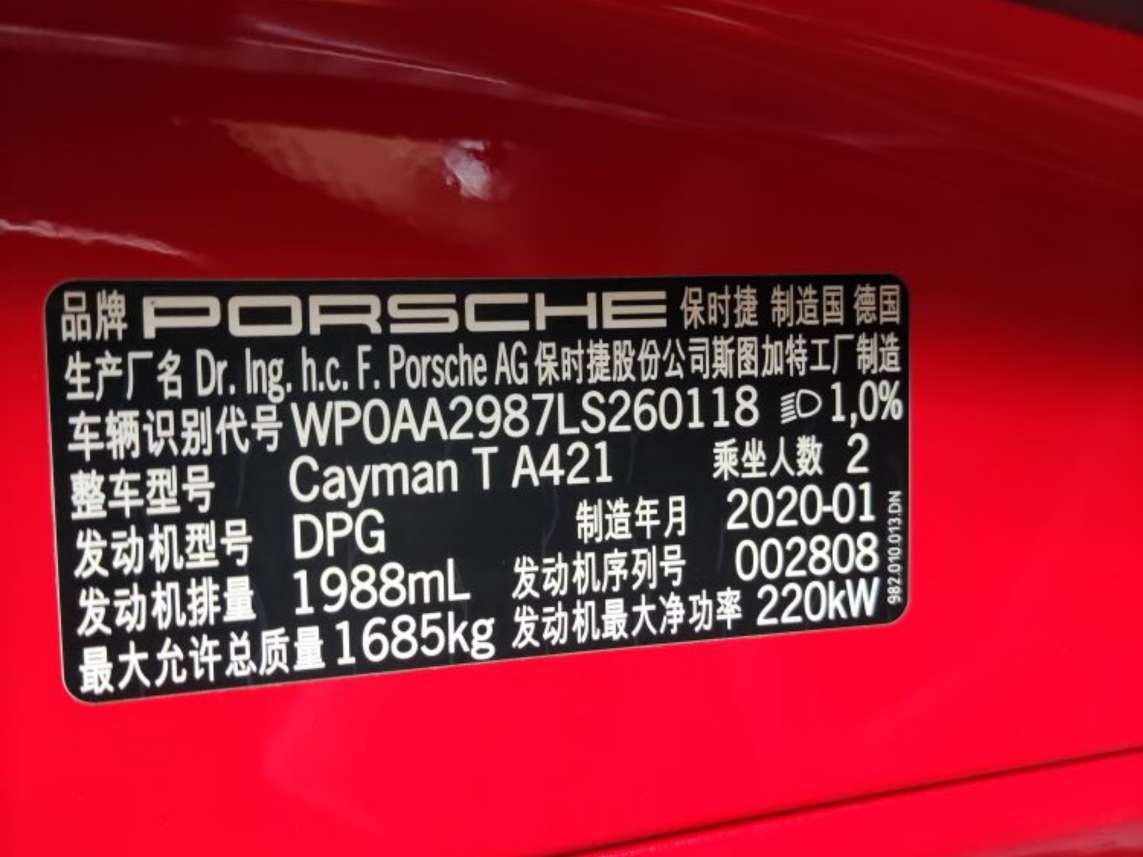 品牌 PORSCHE 保时捷 制造国 德国
生产厂名 Dr. Ing. h.c. F. Porsche AG 保时捷股份公司斯图加特工厂制造
车辆识别代号 WP0AA2987LS260118 1,0%
整车型号 Cayman T A421 乘坐人数 2
发动机型号 DPG 制造年月 2020-01
发动机排量 1988mL 发动机序列号 002808
最大允许总质量 1685kg 发动机最大净功率 220kW
982.010.013.DN